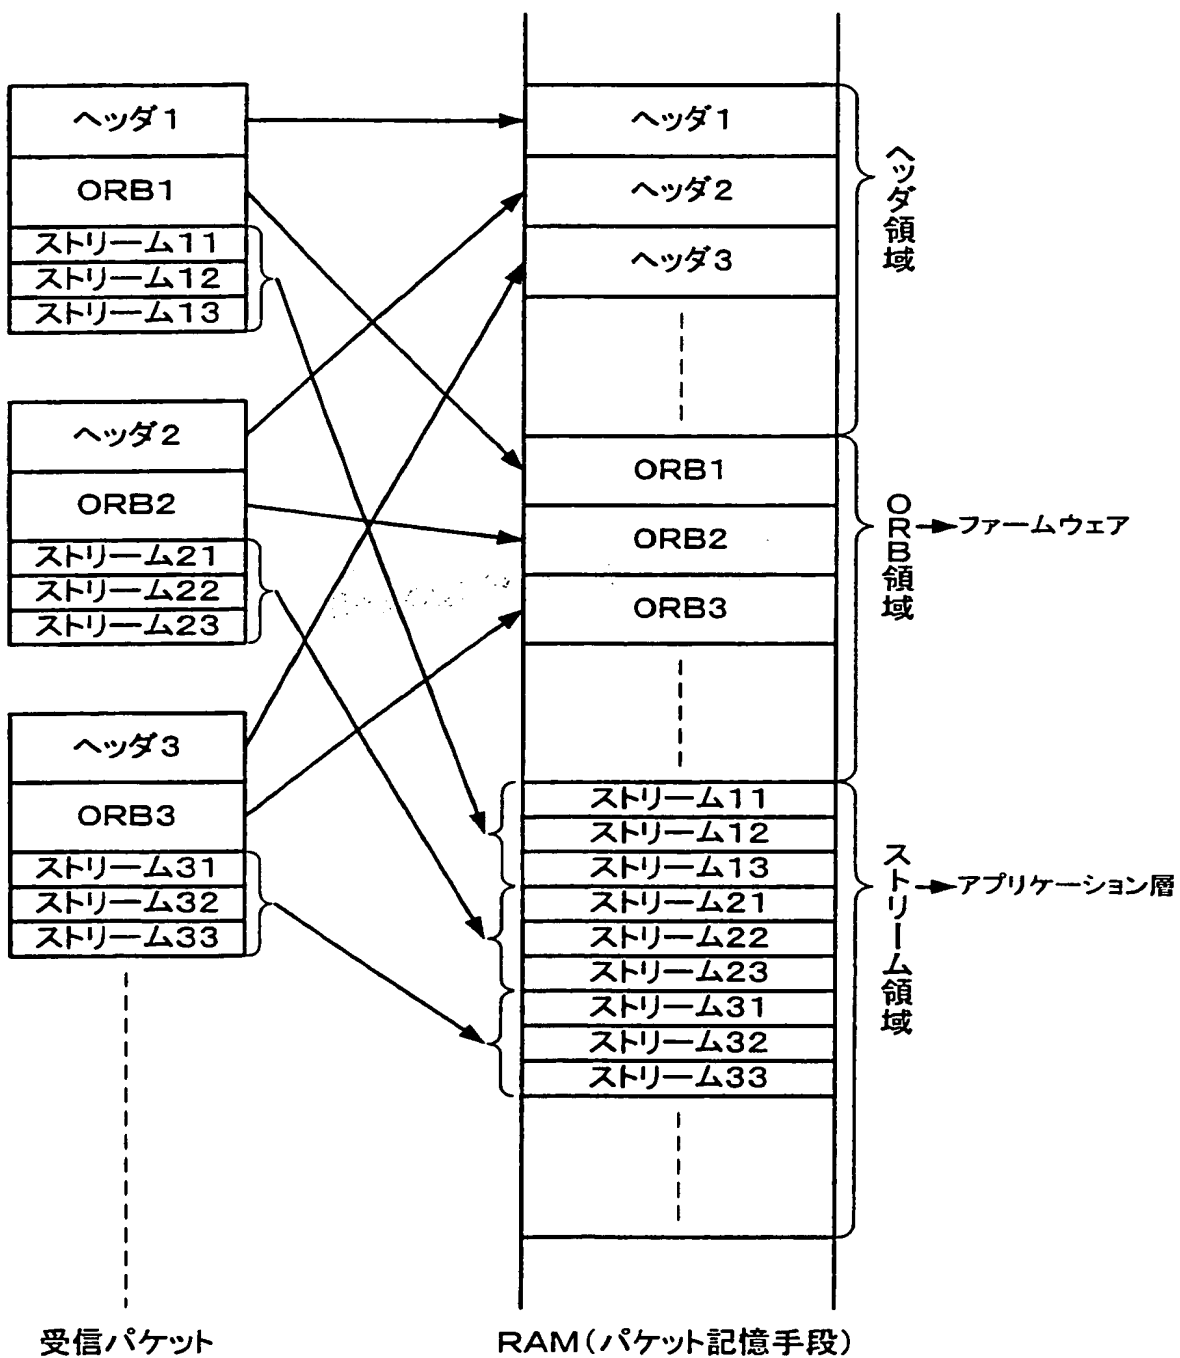 ヘッダ1
ORB1
ストリーム11
ストリーム12
ストリーム13
ヘッダ2
ORB2
ストリーム21
ストリーム22
ストリーム23
ヘッダ3
ORB3
ストリーム31
ストリーム32
ストリーム33
受信パケット
ヘッダ1
ヘッダ2
ヘッダ3
ORB1
ORB2
ORB3
ストリーム11
ストリーム12
ストリーム13
ストリーム21
ストリーム22
ストリーム23
ストリーム31
ストリーム32
ストリーム33
RAM(パケット記憶手段)
ヘッダ領域
ORB領域
ファームウェア
ストリーム領域
アプリケーション層